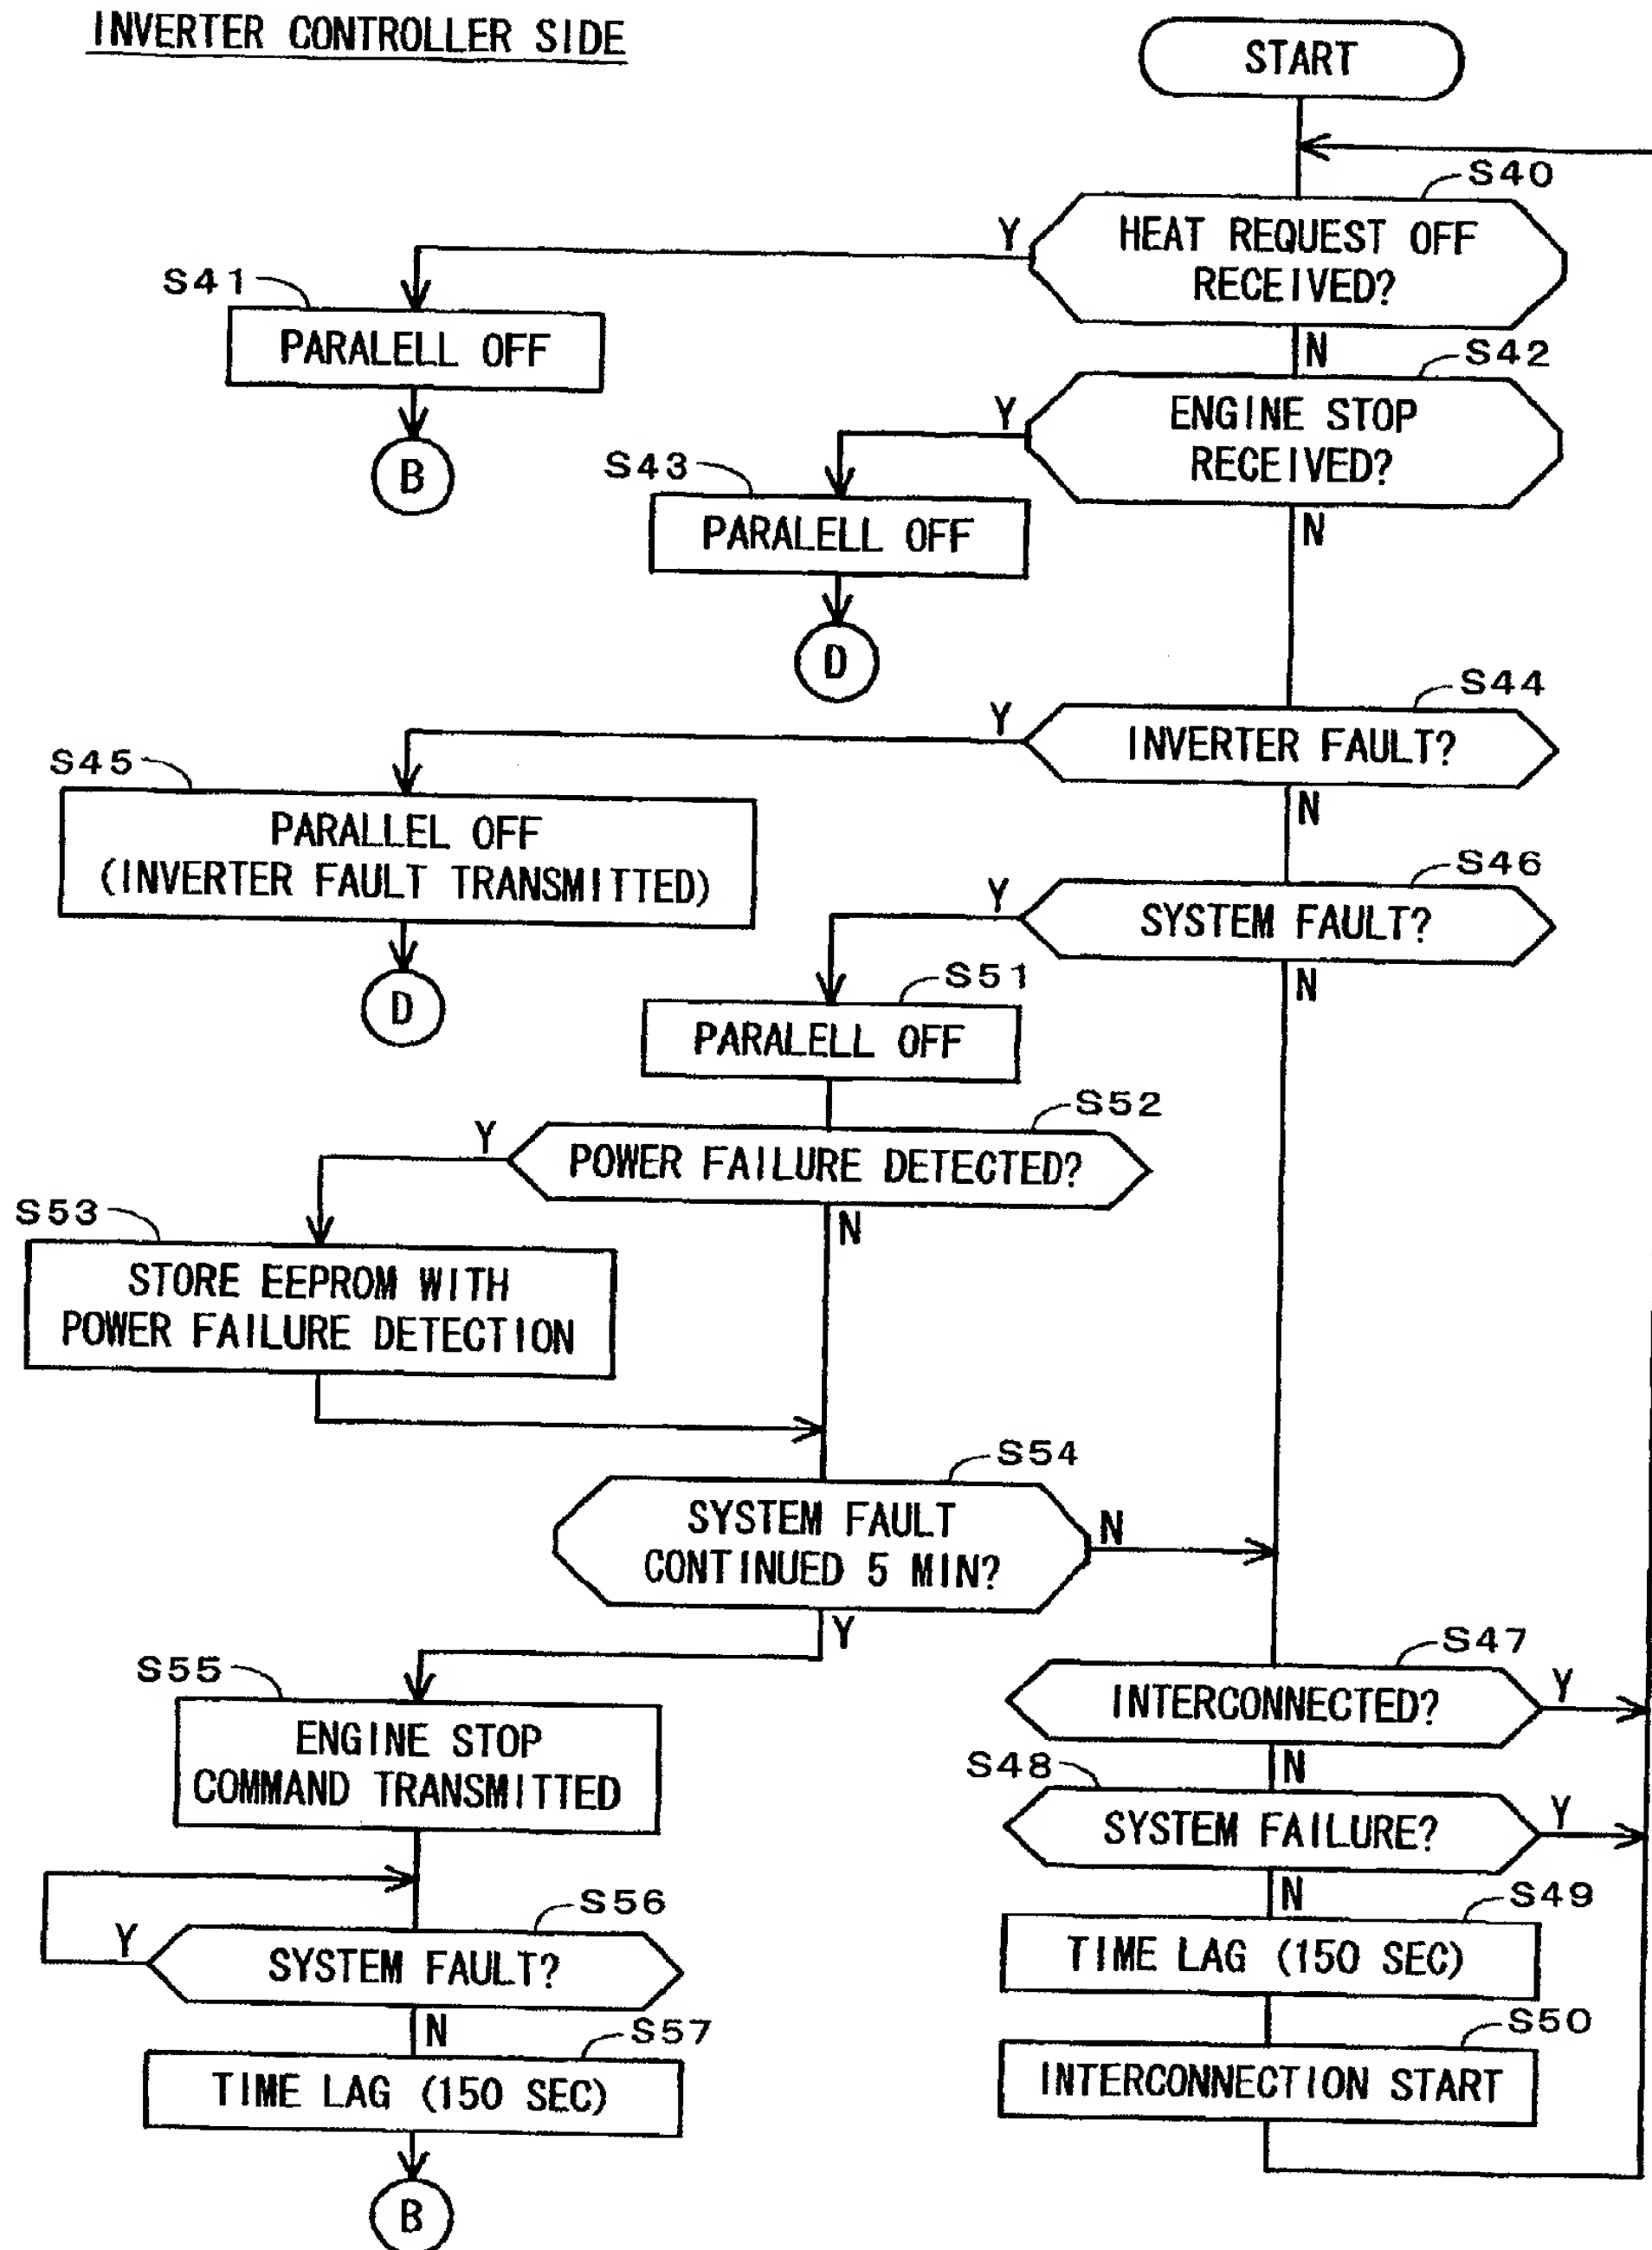 INVERTER CONTROLLER SIDE
START
S40
HEAT REQUEST OFF
RECEIVED?
Y
N
S41
PARALELL OFF
B
S42
ENGINE STOP
RECEIVED?
Y
N
S43
PARALELL OFF
D
S44
INVERTER FAULT?
Y
N
S45
PARALLEL OFF
(INVERTER FAULT TRANSMITTED)
D
S46
SYSTEM FAULT?
Y
N
S51
PARALELL OFF
S52
POWER FAILURE DETECTED?
Y
N
S53
STORE EEPROM WITH
POWER FAILURE DETECTION
S54
SYSTEM FAULT
CONTINUED 5 MIN?
N
Y
S47
INTERCONNECTED?
Y
N
S55
ENGINE STOP
COMMAND TRANSMITTED
S48
SYSTEM FAILURE?
Y
N
S56
SYSTEM FAULT?
Y
N
S49
TIME LAG (150 SEC)
S57
TIME LAG (150 SEC)
B
S50
INTERCONNECTION START